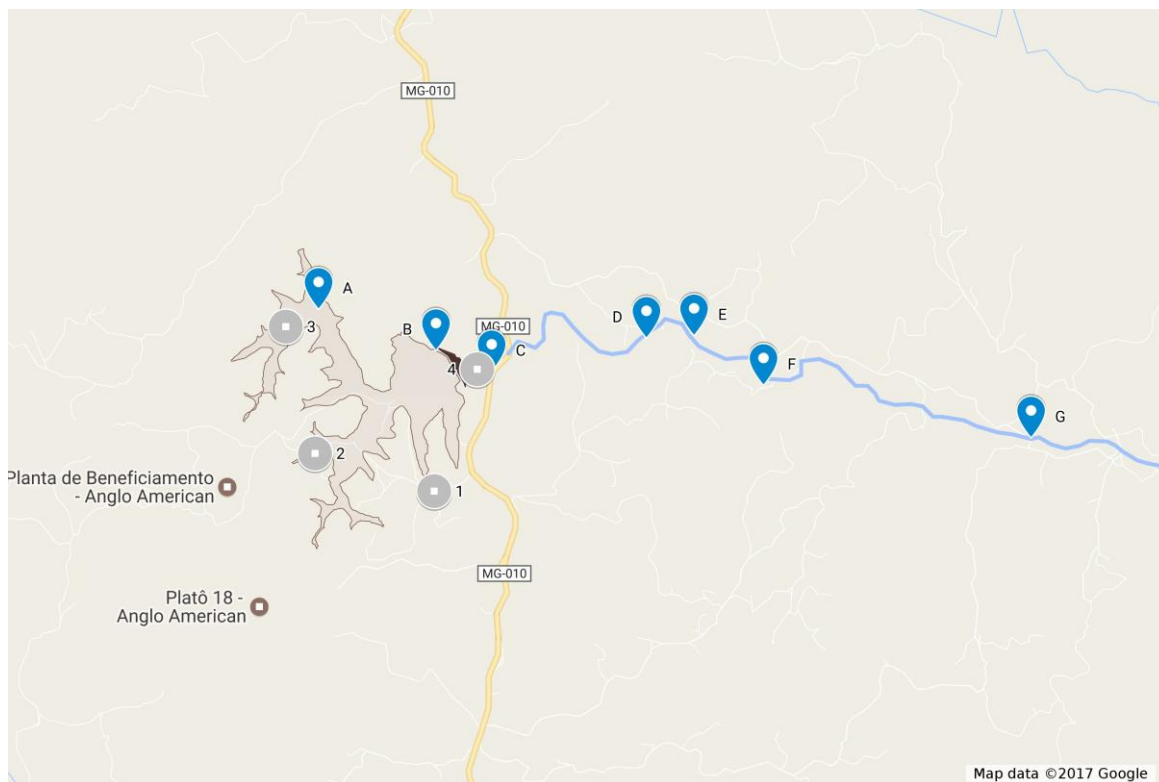 MG-010
A
3
B
MG-010
C
4
D
E
F
G
2
1
Planta de Beneficiamento
- Anglo American
MG-010
Platô 18 -
Anglo American
Map data ©2017 Google